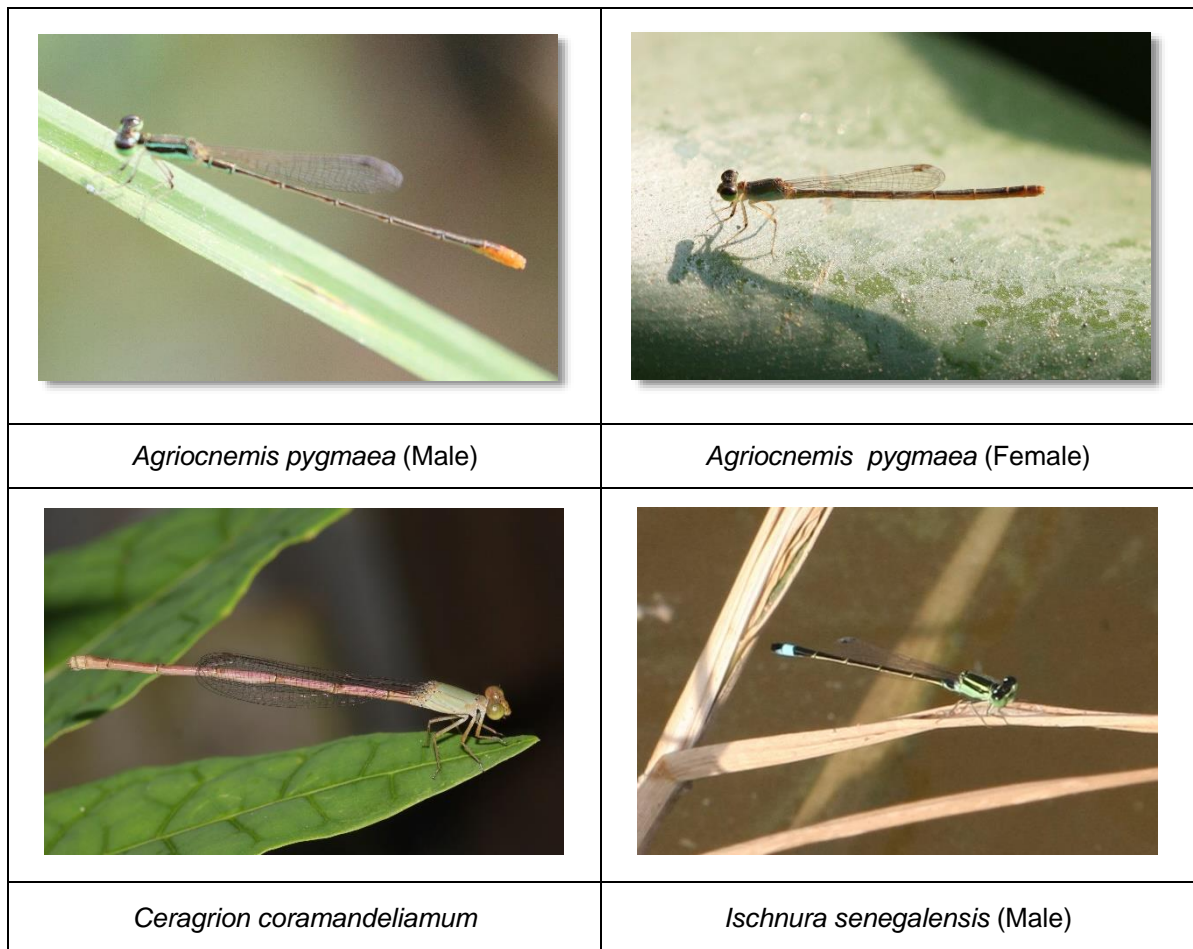 Agriocnemis pygmaea (Male)
Agriocnemis pygmaea (Female)
Ceragrion coramandeliamum
Ischnura senegalensis (Male)